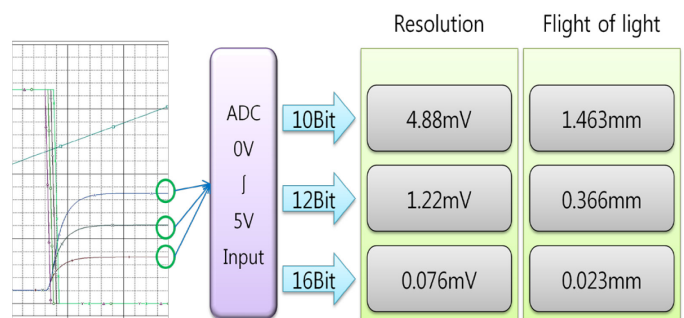 Resolution
Flight of light
ADC
0V
∫
5V
Input
10Bit
4.88mV
1.463mm
12Bit
1.22mV
0.366mm
16Bit
0.076mV
0.023mm